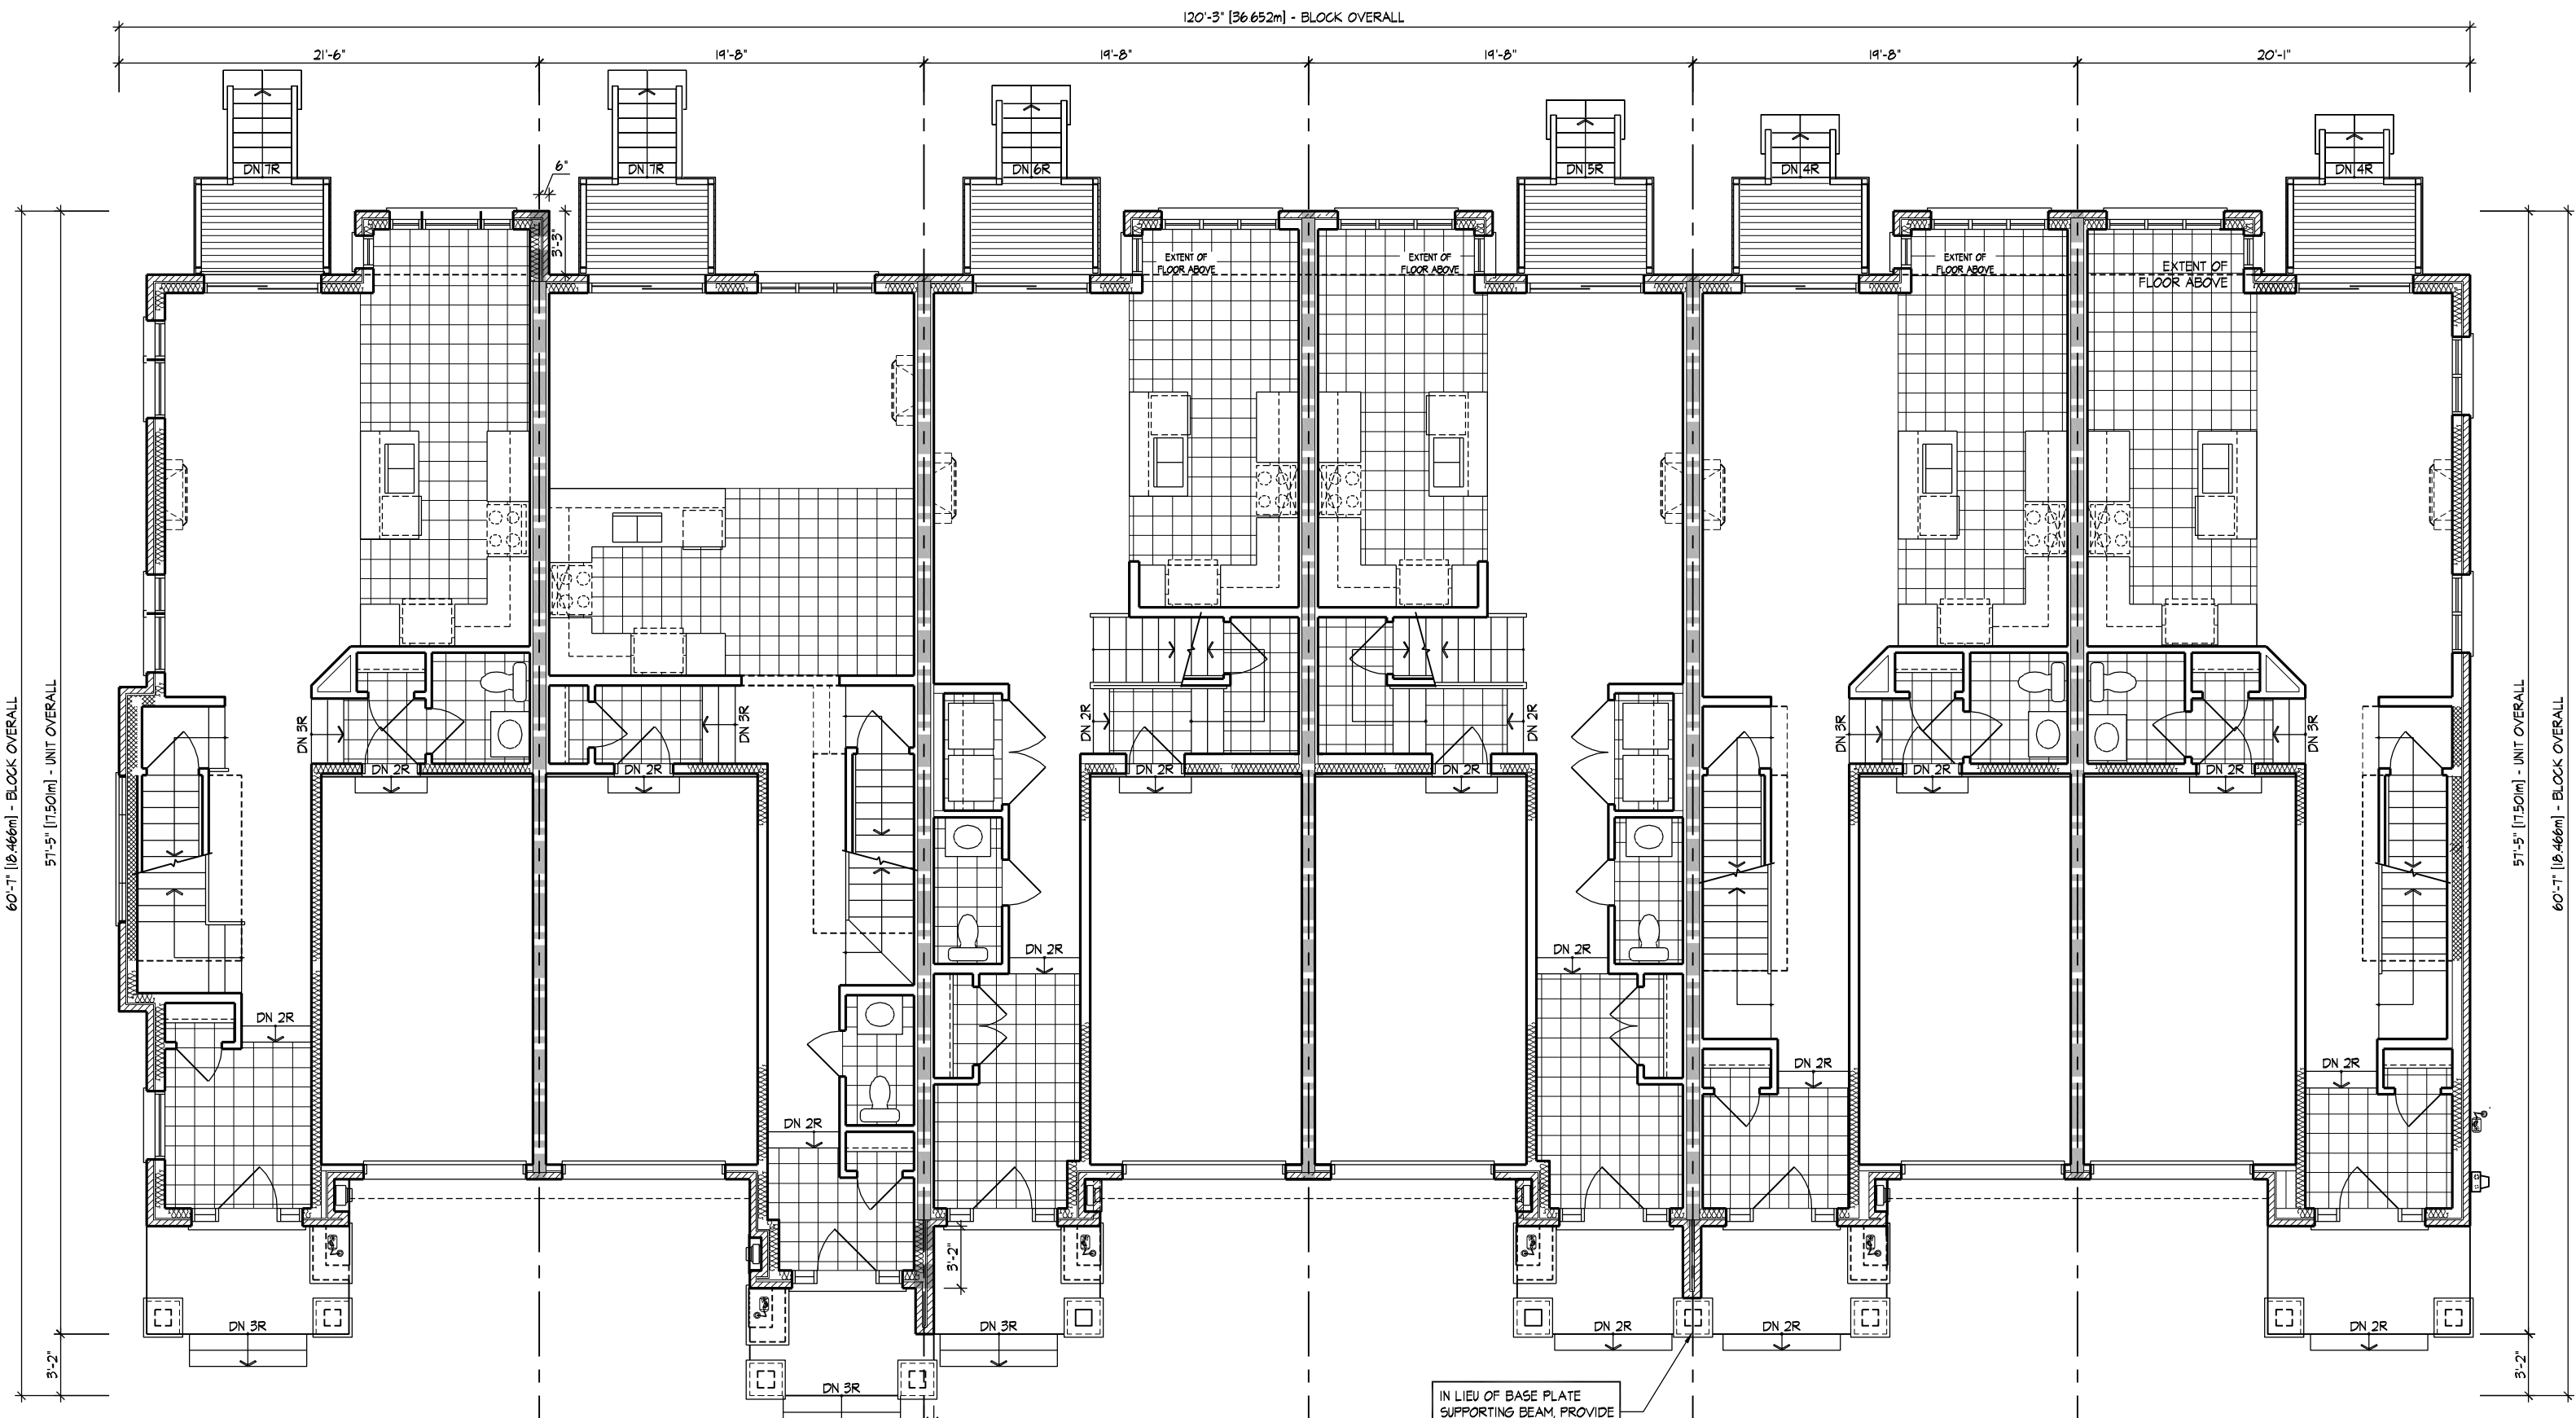 120'-3" [36.652m] - BLOCK OVERALL
21'-6"
19'-8"
19'-8"
19'-8"
19'-8"
20'-1"
DN 7R
6"
DN 7R
DN 6R
DN 5R
DN 4R
DN 4R
3'-3"
EXTENT OF
FLOOR ABOVE
EXTENT OF
FLOOR ABOVE
EXTENT OF
FLOOR ABOVE
EXTENT OF
FLOOR ABOVE
60'-7" [18.466m] - BLOCK OVERALL
57'-5" [17.501m] - UNIT OVERALL
57'-5" [17.501m] - UNIT OVERALL
60'-7" [18.466m] - BLOCK OVERALL
DN 3R
DN 3R
DN 2R
DN 2R
DN 3R
DN 3R
DN 2R
DN 2R
DN 2R
DN 2R
DN 2R
DN 2R
DN 2R
DN 2R
DN 2R
DN 2R
DN 2R
DN 2R
3'-2"
DN 3R
DN 3R
DN 2R
DN 2R
DN 2R
3'-2"
3'-2"
DN 3R
IN LIEU OF BASE PLATE
SUPPORTING BEAM, PROVIDE